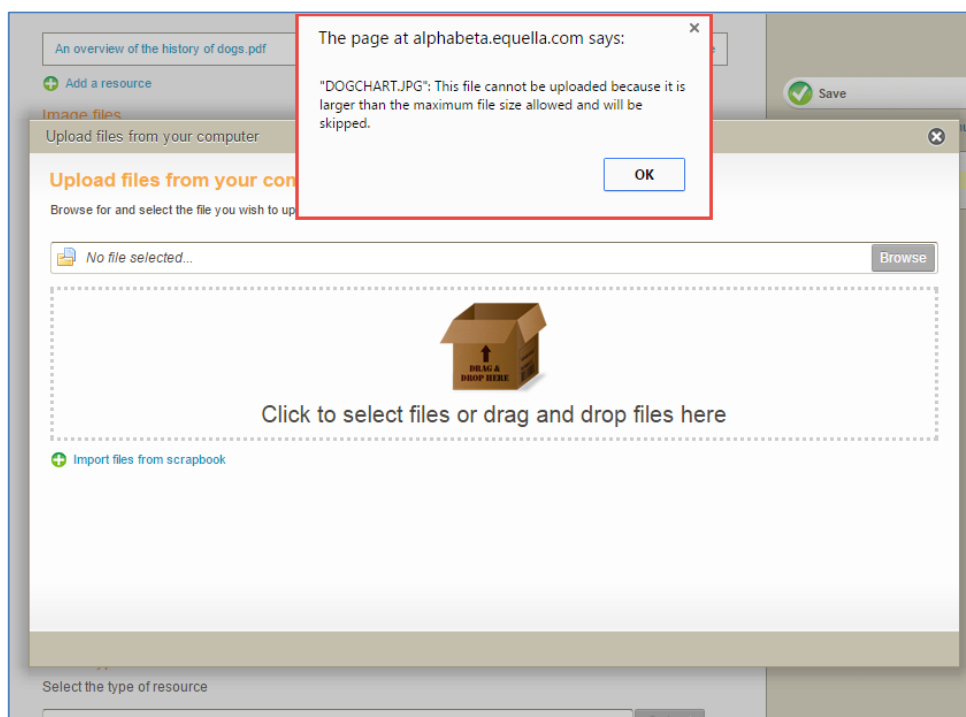 An overview of the history of dogs.pdf
Add a resource
Image files
Save
The page at alphabeta.equella.com says:
"DOGCHART.JPG": This file cannot be uploaded because it is
larger than the maximum file size allowed and will be
skipped.
OK
Upload files from your computer
Upload files from your con
Browse for and select the file you wish to up
No file selected...
Browse
DRAG &
DROP HERE
Click to select files or drag and drop files here
Import files from scrapbook
Select the type of resource